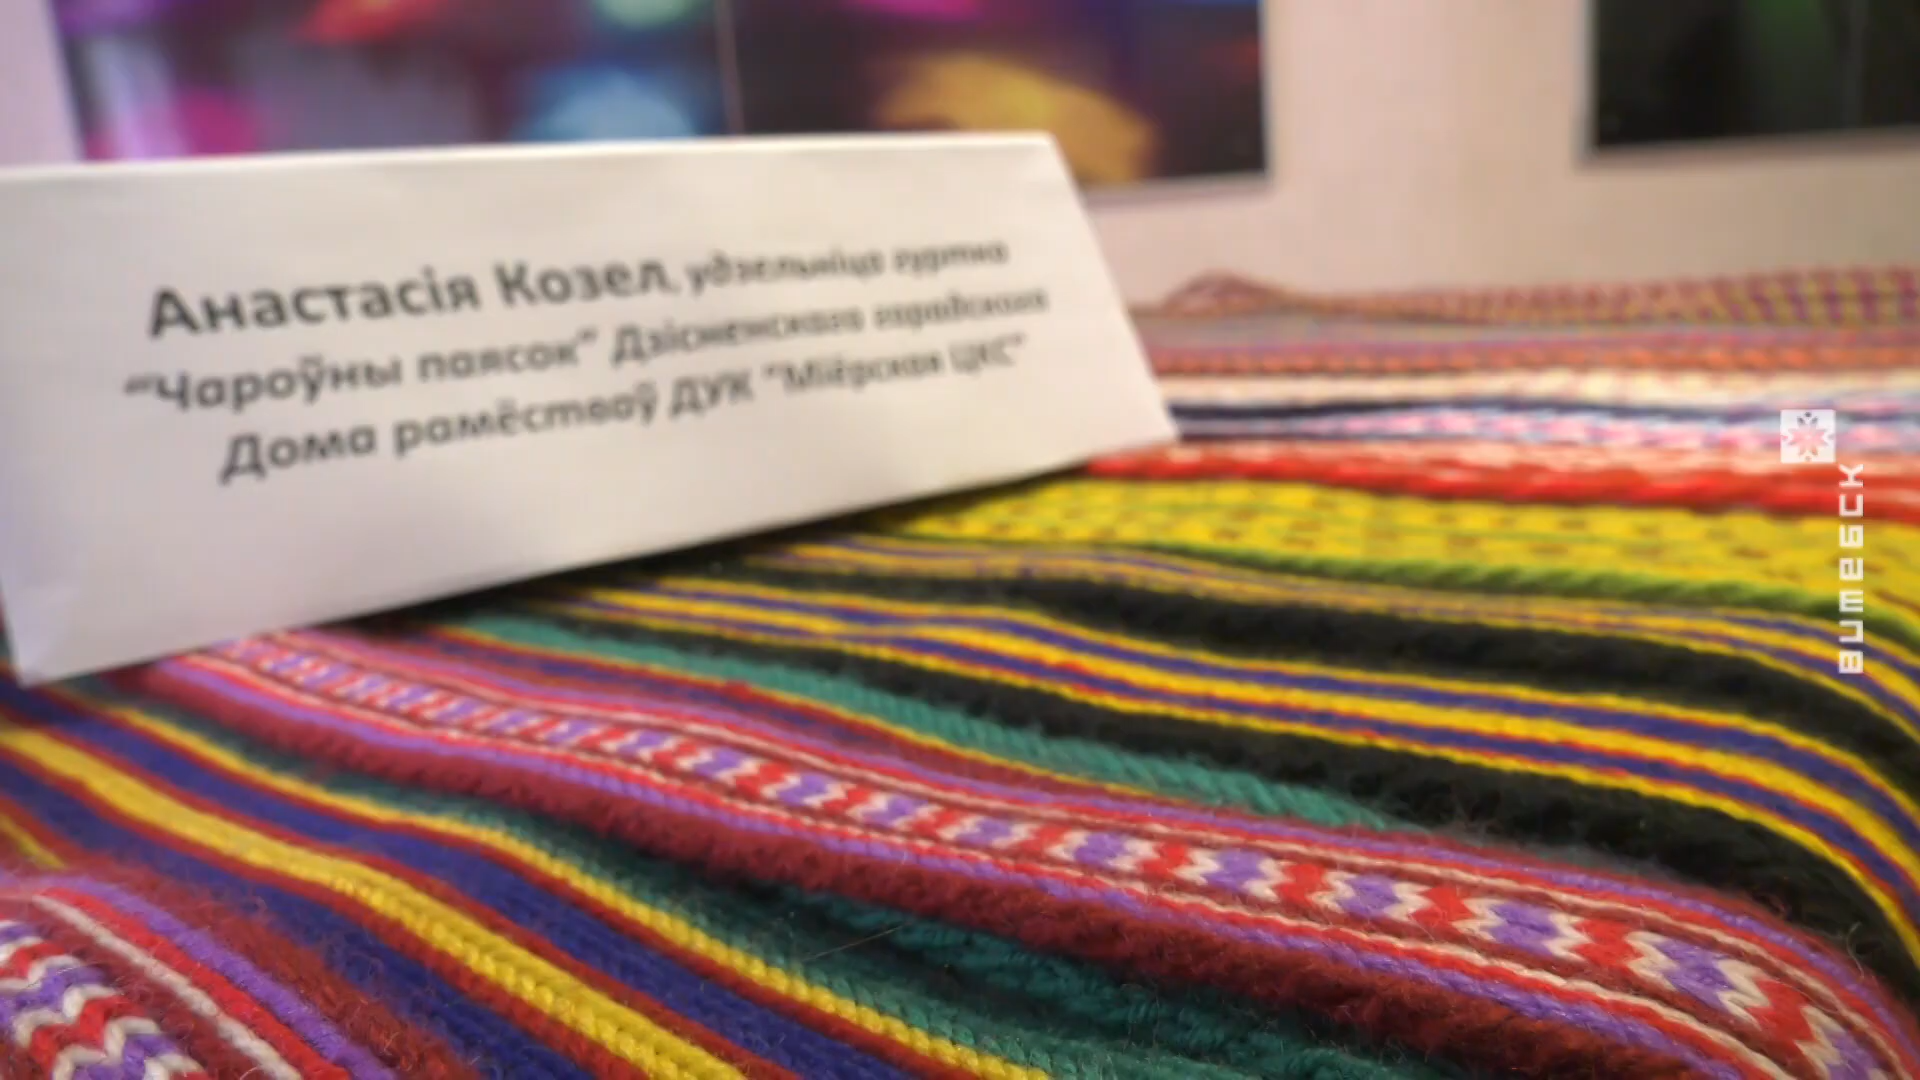 Анастасія Козел, удзельніца гуртка
“Чароўны паясок” Дзісненскага гарадскога
Дома рамёстваў ДУК “Міёрская ЦКС”
ВИТЕБСК